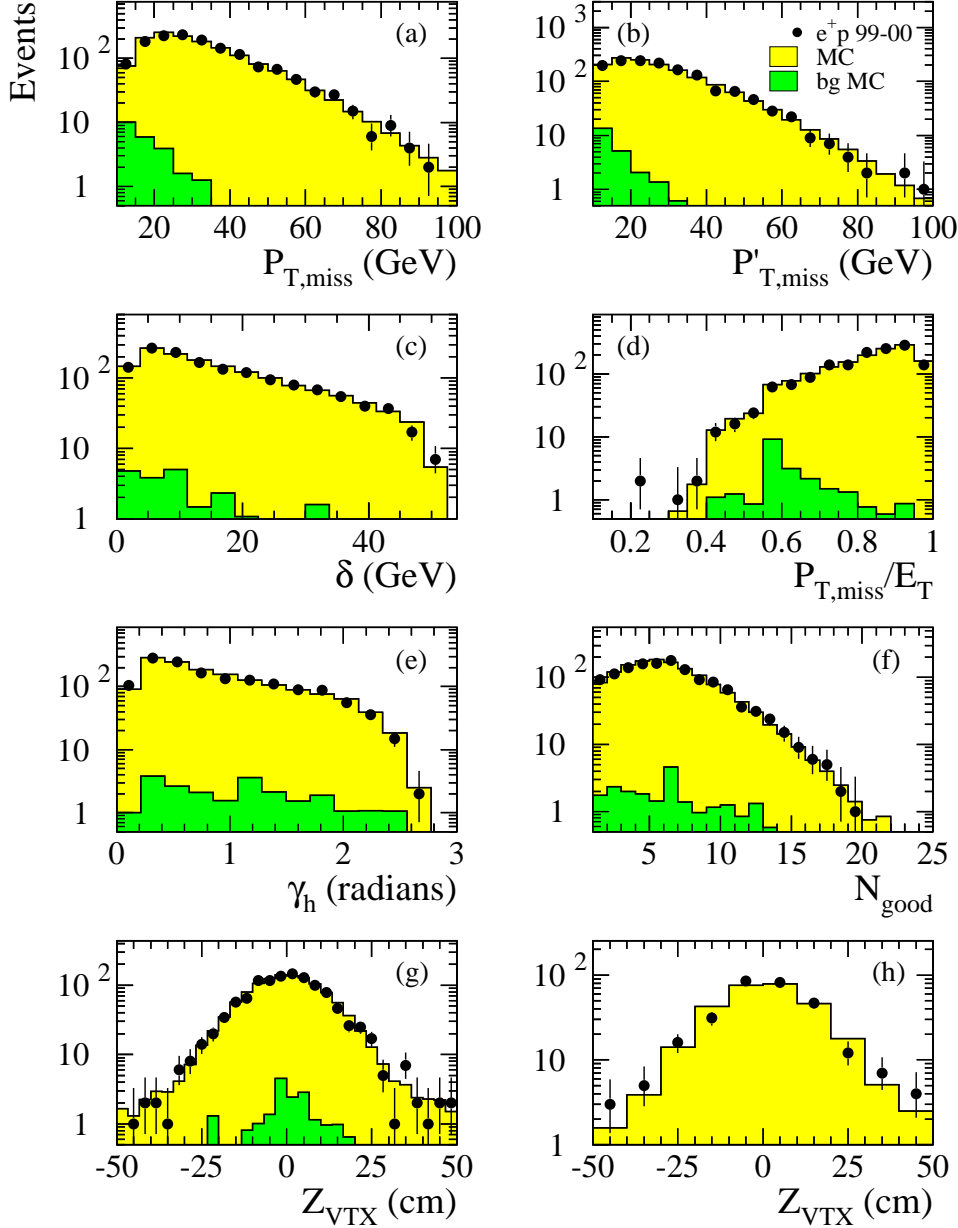 Events
(a)
10²
10
1
20 40 60 80 100
P_T,miss (GeV)
(b)
e⁺p 99-00
MC
bg MC
10³
10²
10
1
20 40 60 80 100
P'_T,miss (GeV)
(c)
10²
10
1
0 20 40
δ (GeV)
(d)
10²
10
1
0.2 0.4 0.6 0.8 1
P_T,miss/E_T
(e)
10²
10
1
0 1 2 3
γ_h (radians)
(f)
10²
10
1
5 10 15 20 25
N_good
(g)
10²
10
1
-50 -25 0 25 50
Z_VTX (cm)
(h)
10²
10
1
-50 -25 0 25 50
Z_VTX (cm)